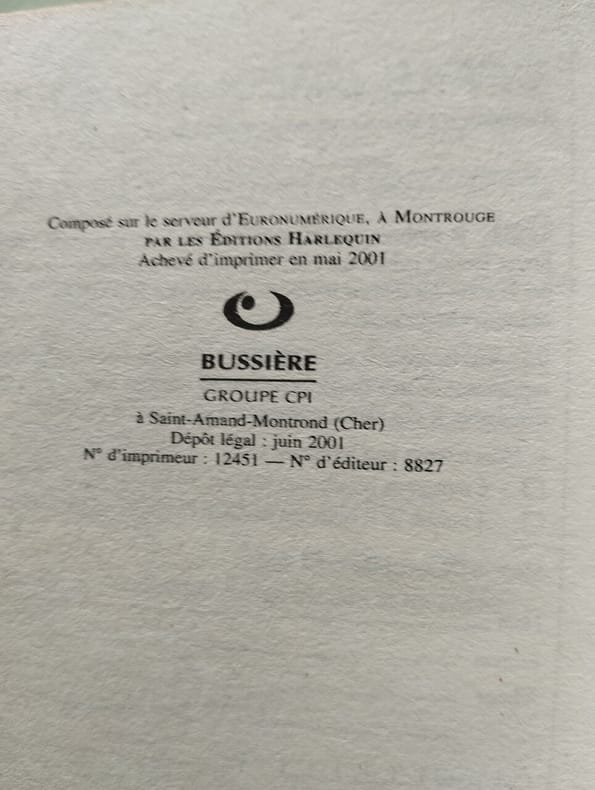 Composé sur le serveur d'EURONUMÉRIQUE, À MONTROUGE
PAR LES ÉDITIONS HARLEQUIN
Achevé d'imprimer en mai 2001
BUSSIÈRE
GROUPE CPI
à Saint-Amand-Montrond (Cher)
Dépôt légal : juin 2001
N° d'imprimeur : 12451 — N° d'éditeur : 8827